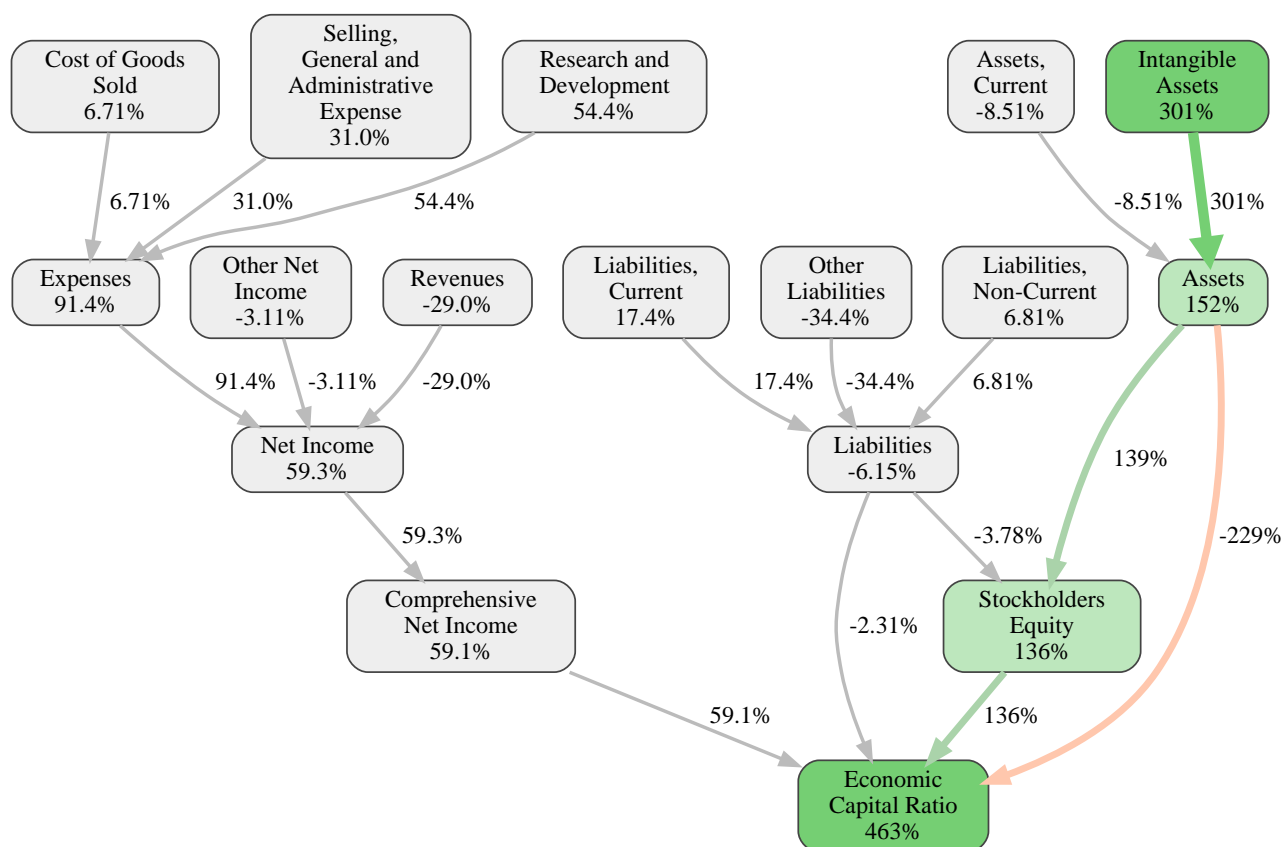 Cost of Goods
Sold
6.71%
Selling,
General and
Administrative
Expense
31.0%
Research and
Development
54.4%
Assets,
Current
-8.51%
Intangible
Assets
301%
6.71%
31.0%
54.4%
-8.51%
301%
Expenses
91.4%
Other Net
Income
-3.11%
Revenues
-29.0%
Liabilities,
Current
17.4%
Other
Liabilities
-34.4%
Liabilities,
Non-Current
6.81%
Assets
152%
91.4%
-3.11%
-29.0%
17.4%
-34.4%
6.81%
139%
-229%
Net Income
59.3%
Liabilities
-6.15%
59.3%
-3.78%
Comprehensive
Net Income
59.1%
-2.31%
Stockholders
Equity
136%
59.1%
136%
Economic
Capital Ratio
463%